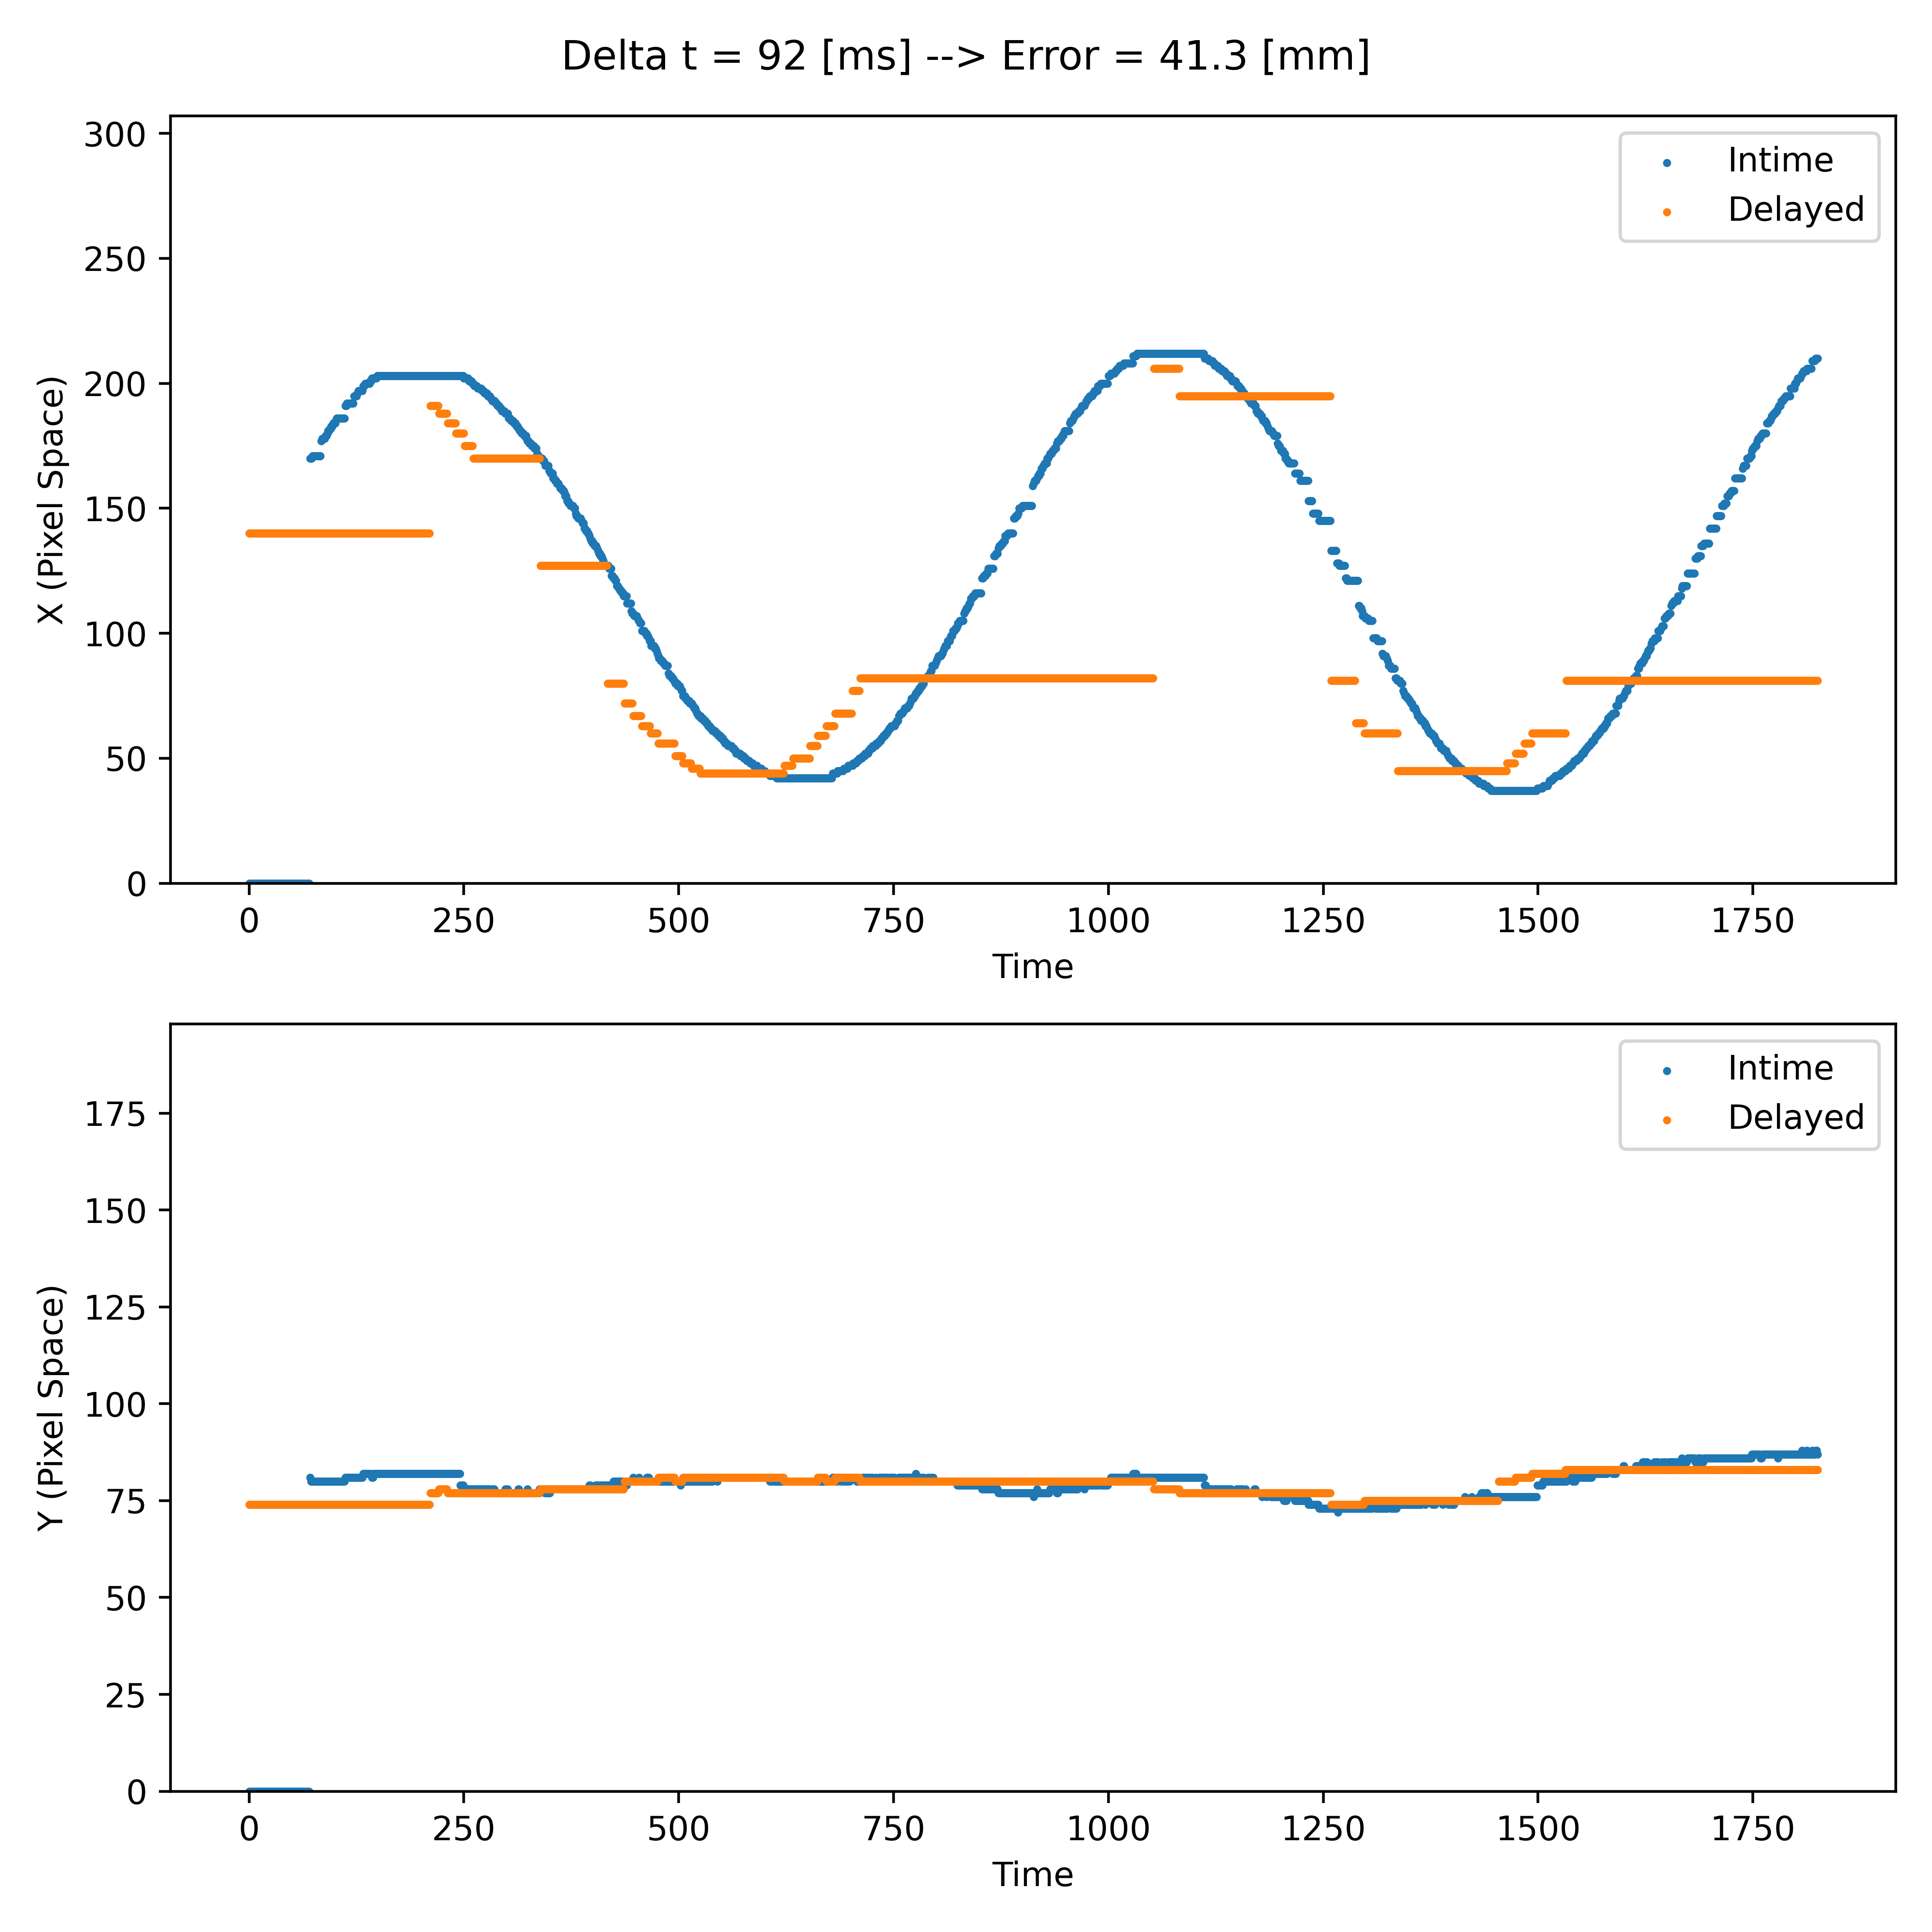 Delta t = 92 [ms] --> Error = 41.3 [mm]
300
250
200
150
100
50
0
X (Pixel Space)
Intime
Delayed
0 250 500 750 1000 1250 1500 1750
Time
175
150
125
100
75
50
25
0
Y (Pixel Space)
Intime
Delayed
0 250 500 750 1000 1250 1500 1750
Time